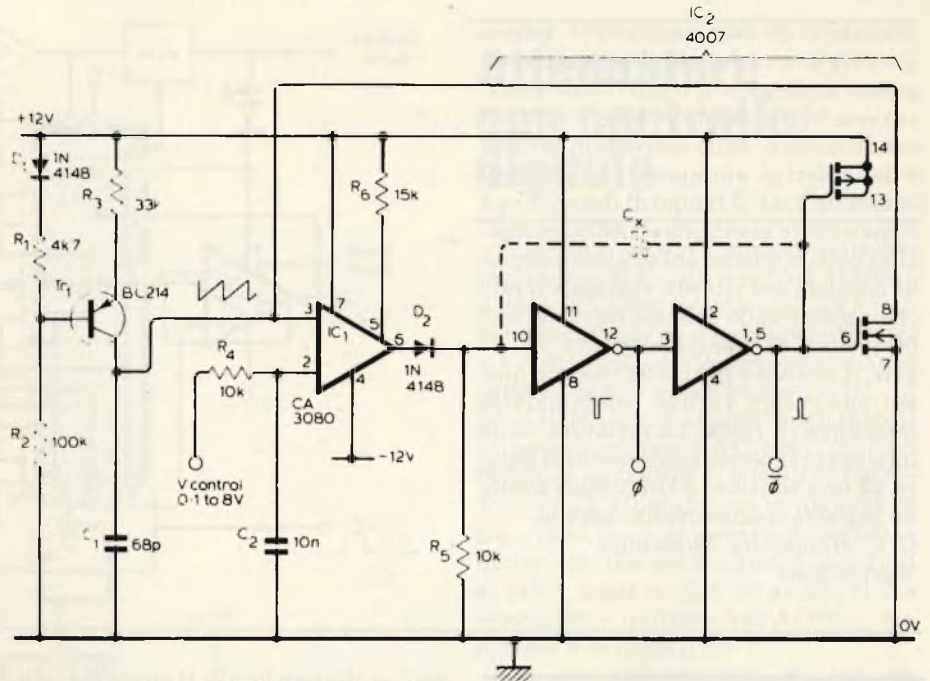 IC2
4007
+12V
D1
1N
4148
R3
33k
R1
4k7
Tr1
BC214
R2
100k
C1
68p
R4
10k
V control
0·1 to 8V
C2
10n
3
7
IC1
2
4
5
6
CA
3080
-12V
R6
15k
D2
1N
4148
R5
10k
Cx
10
11
12
8
3
2
1,5
4
ϕ
ϕ̅
14
13
6
8
7
0V